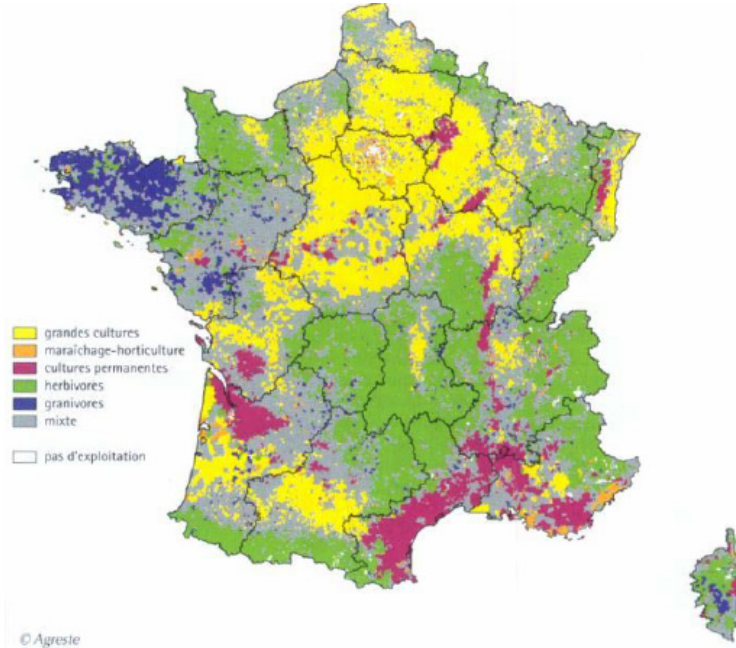 grandes cultures
maraîchage-horticulture
cultures permanentes
herbivores
granivores
mixte
pas d'exploitation
© Agreste